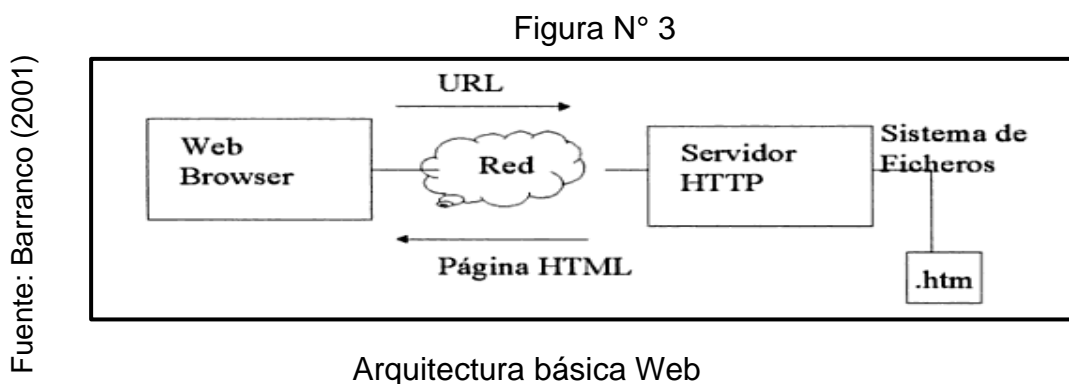 Figura N° 3
Fuente: Barranco (2001)
URL
Web
Browser
Red
Servidor
HTTP
Sistema de
Ficheros
Página HTML
.htm
Arquitectura básica Web